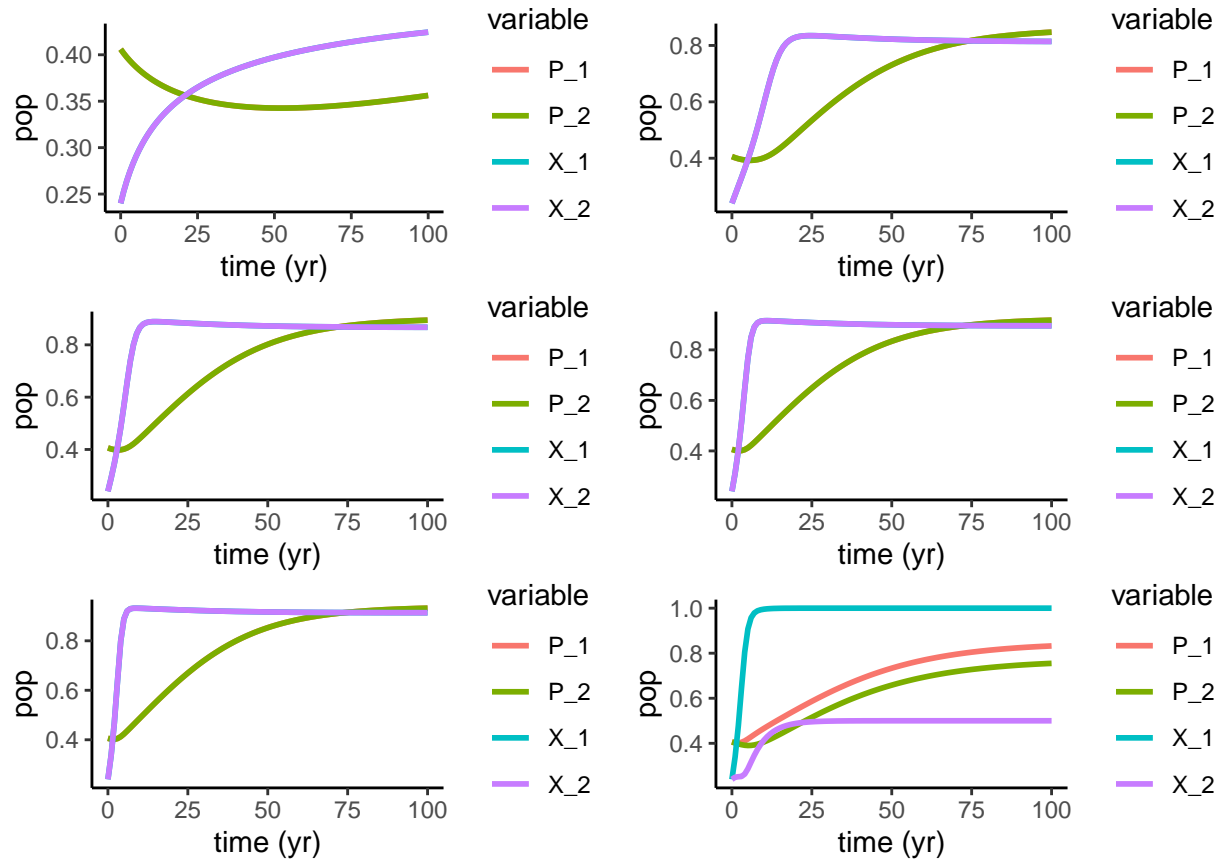 variable
0.40
0.35
0.30
0.25
pop
P_1
P_2
X_1
X_2
0 25 50 75 100
time (yr)
variable
0.8
0.6
0.4
pop
P_1
P_2
X_1
X_2
0 25 50 75 100
time (yr)
variable
0.8
0.6
0.4
pop
P_1
P_2
X_1
X_2
0 25 50 75 100
time (yr)
variable
0.8
0.6
0.4
pop
P_1
P_2
X_1
X_2
0 25 50 75 100
time (yr)
variable
0.8
0.6
0.4
pop
P_1
P_2
X_1
X_2
0 25 50 75 100
time (yr)
variable
1.0
0.8
0.6
0.4
pop
P_1
P_2
X_1
X_2
0 25 50 75 100
time (yr)